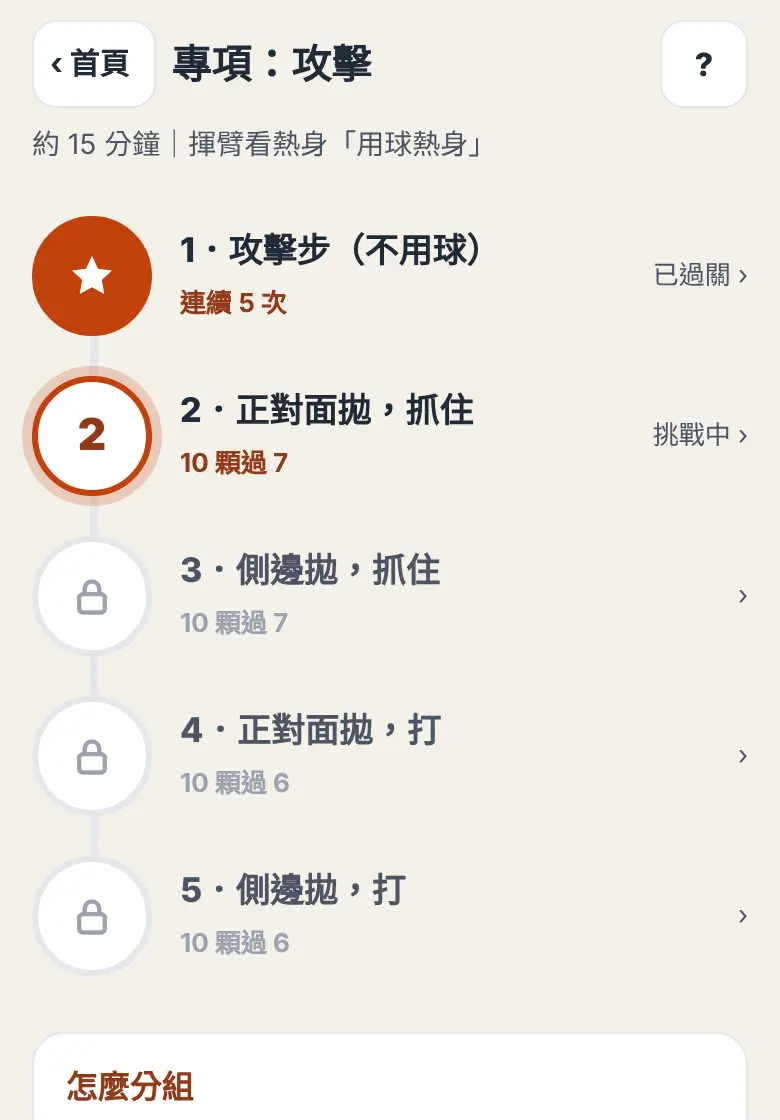 ‹ 首頁
專項：攻擊
?
約 15 分鐘｜揮臂看熱身「用球熱身」
1 · 攻擊步（不用球）
連續 5 次
已過關 ›
2
2 · 正對面拋，抓住
10 顆過 7
挑戰中 ›
3 · 側邊拋，抓住
10 顆過 7
›
4 · 正對面拋，打
10 顆過 6
›
5 · 側邊拋，打
10 顆過 6
›
怎麼分組